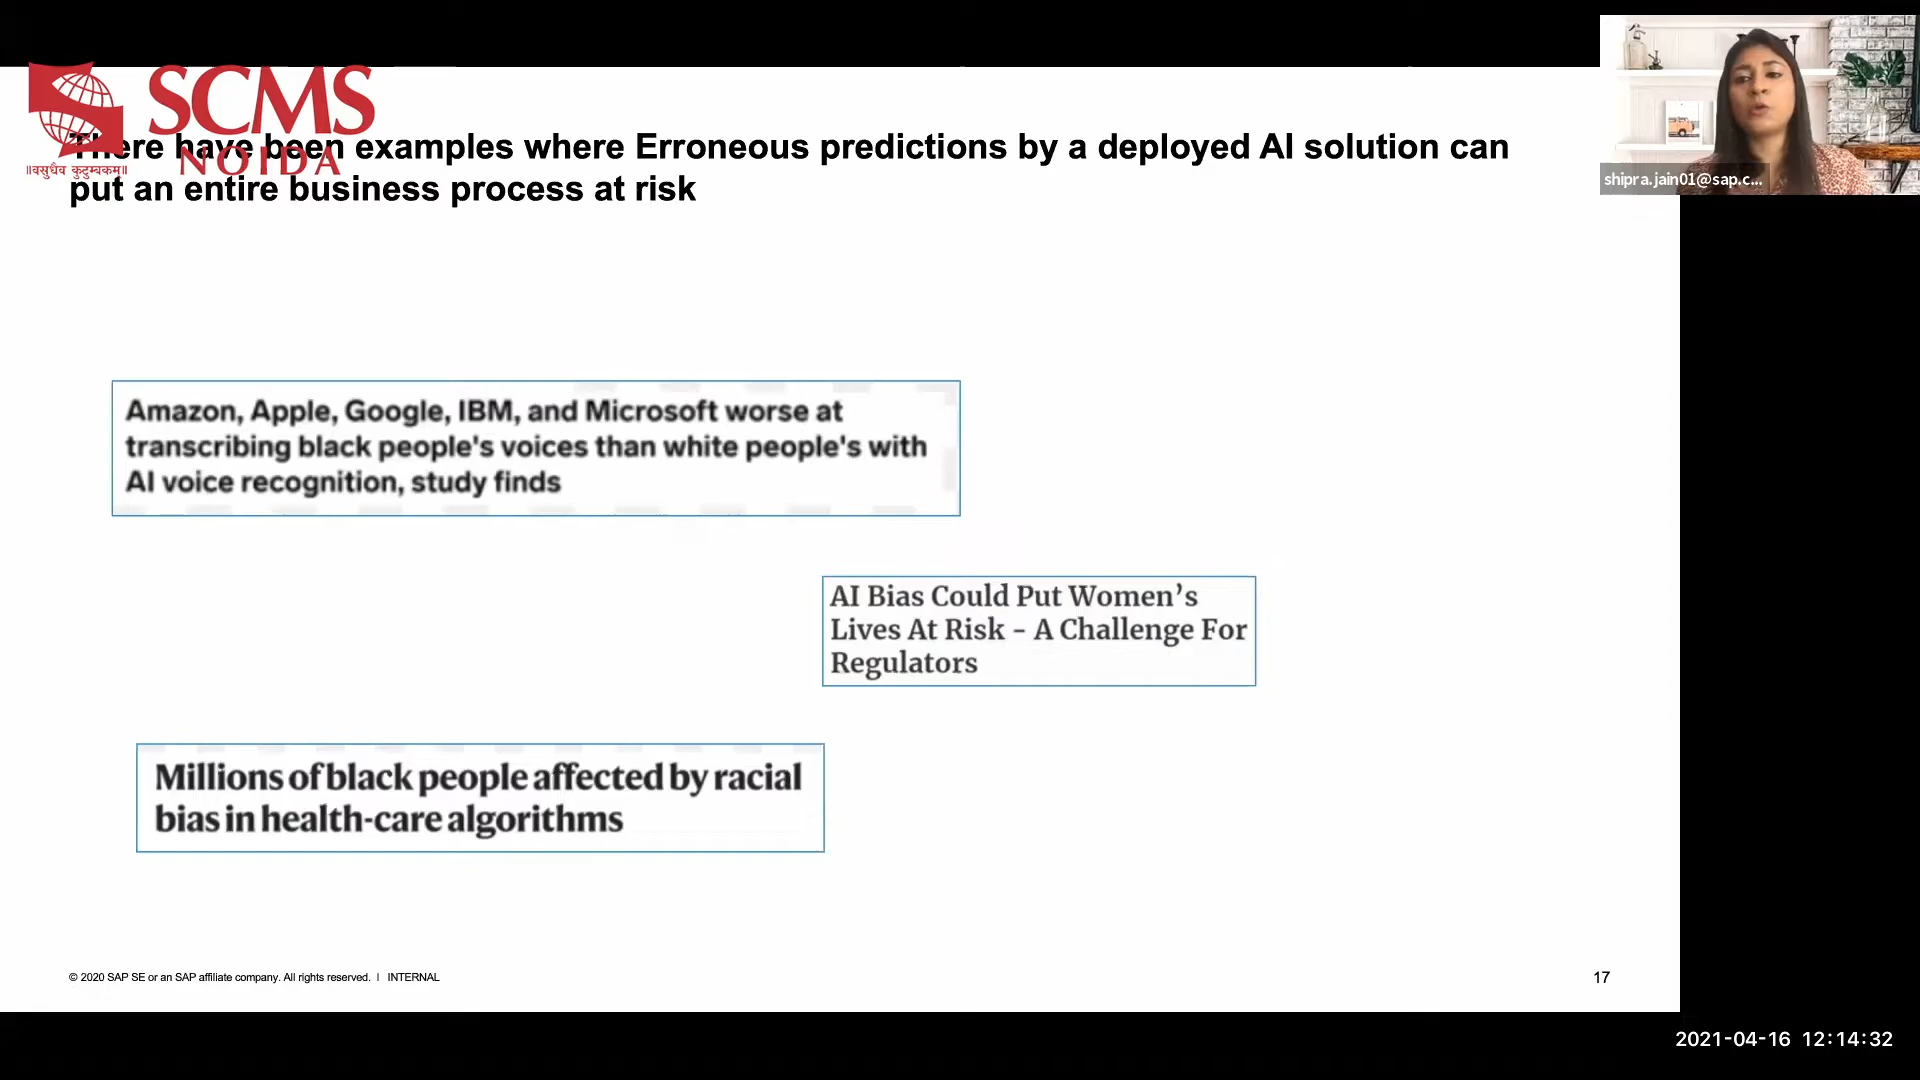 SCMS
NOIDA
॥वसुधैव कुटुम्बकम्॥
There have been examples where Erroneous predictions by a deployed AI solution can
put an entire business process at risk
shipra.jain01@sap.c...
Amazon, Apple, Google, IBM, and Microsoft worse at
transcribing black people's voices than white people's with
AI voice recognition, study finds
AI Bias Could Put Women’s
Lives At Risk – A Challenge For
Regulators
Millions of black people affected by racial
bias in health-care algorithms
© 2020 SAP SE or an SAP affiliate company. All rights reserved. | INTERNAL
17
2021-04-16 12:14:32